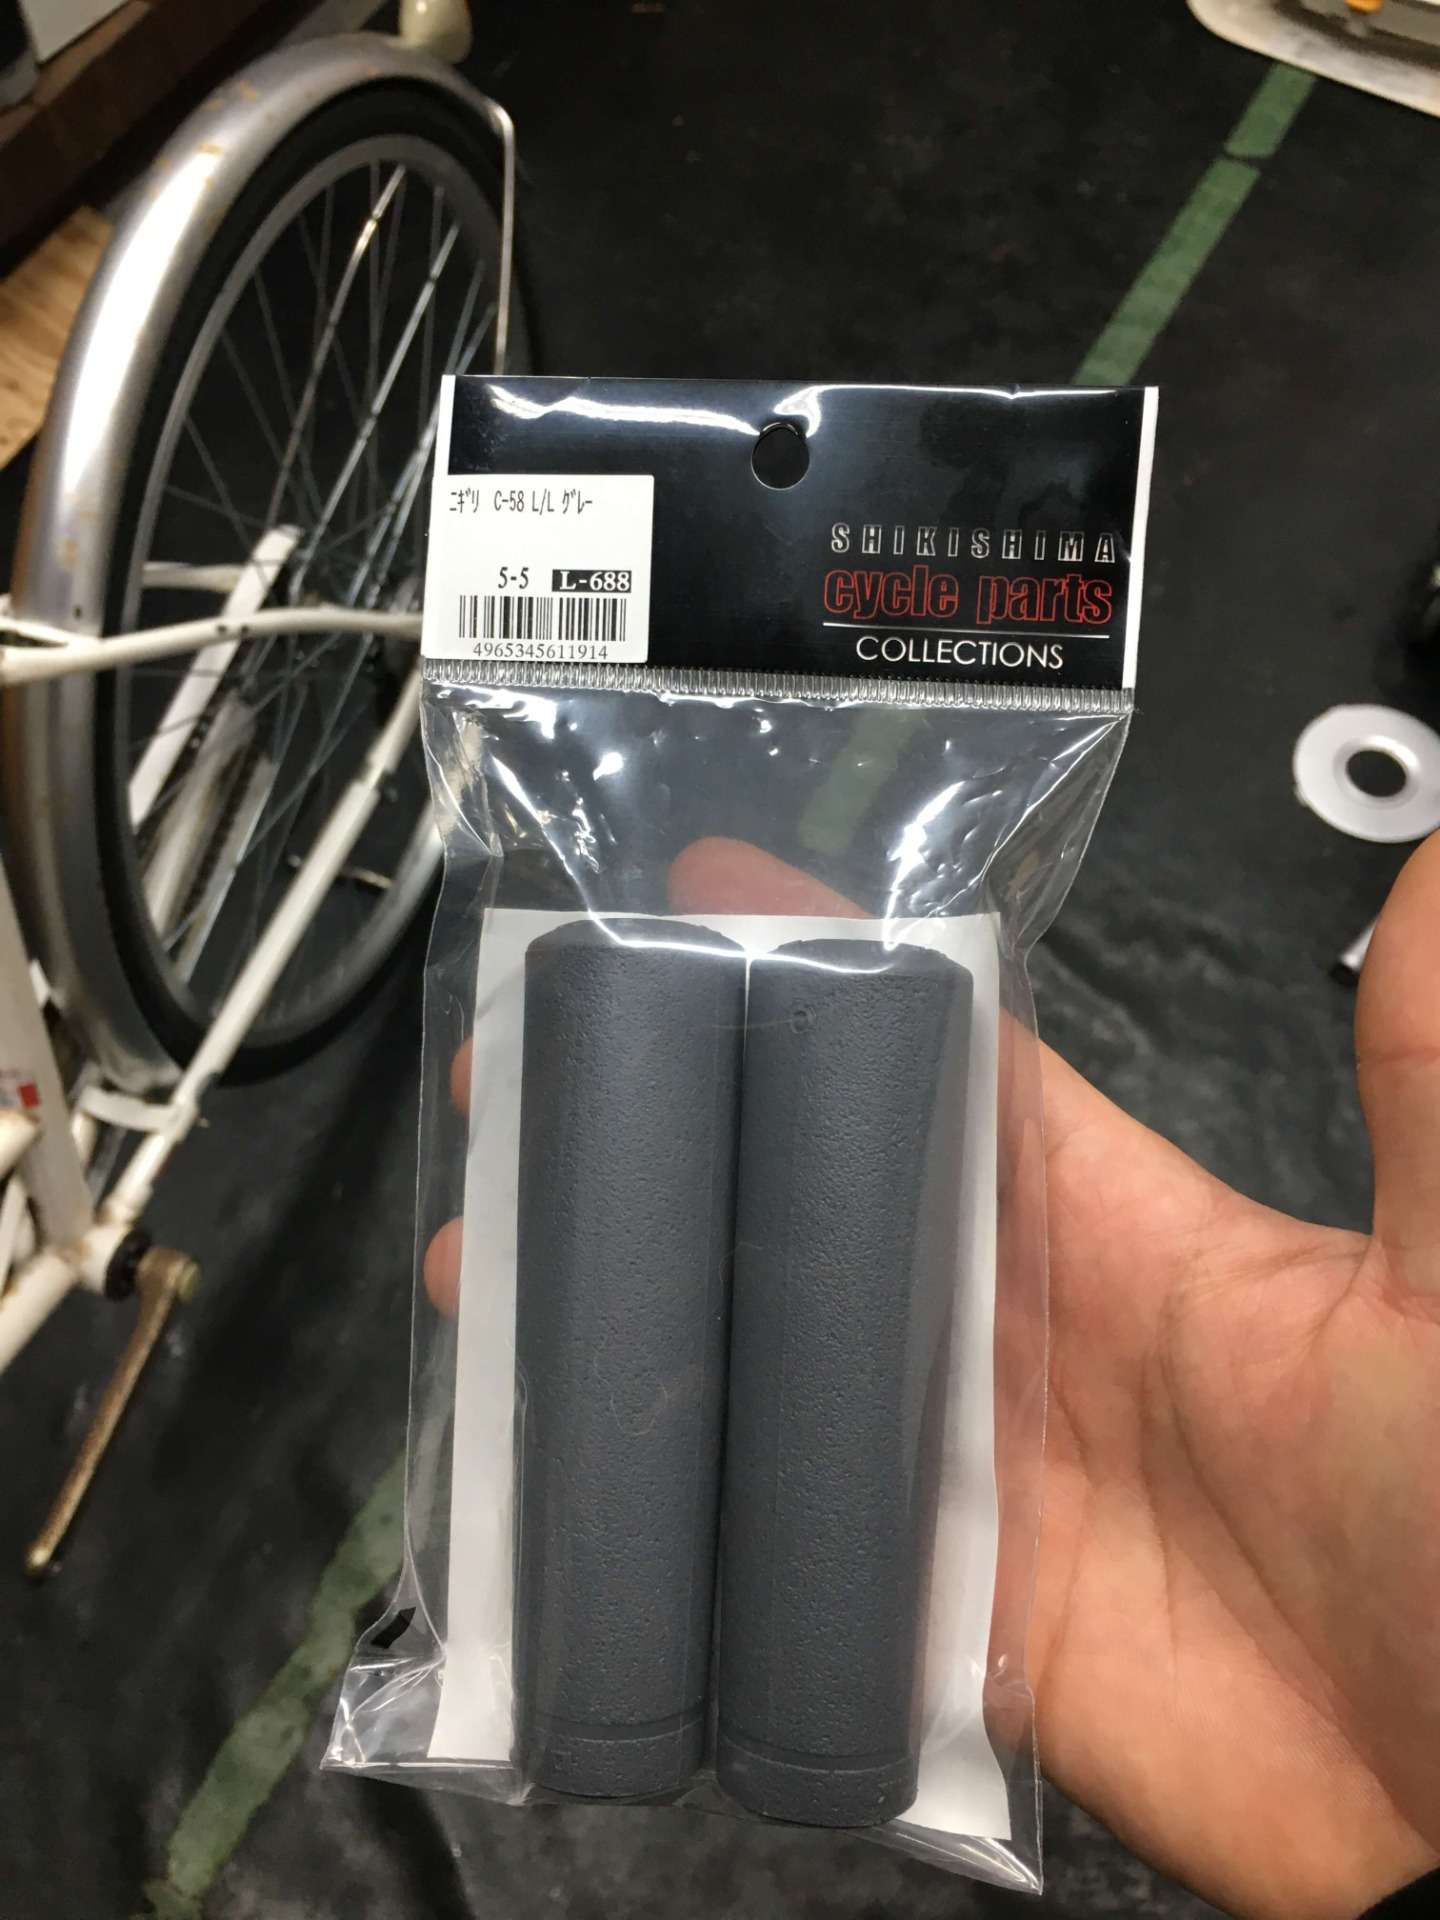 ﾆｷﾞﾘ C-58 L/L ｸﾞﾚｰ
5-5 L-688
4965345611914
SHIKISHIMA
cycle parts
COLLECTIONS